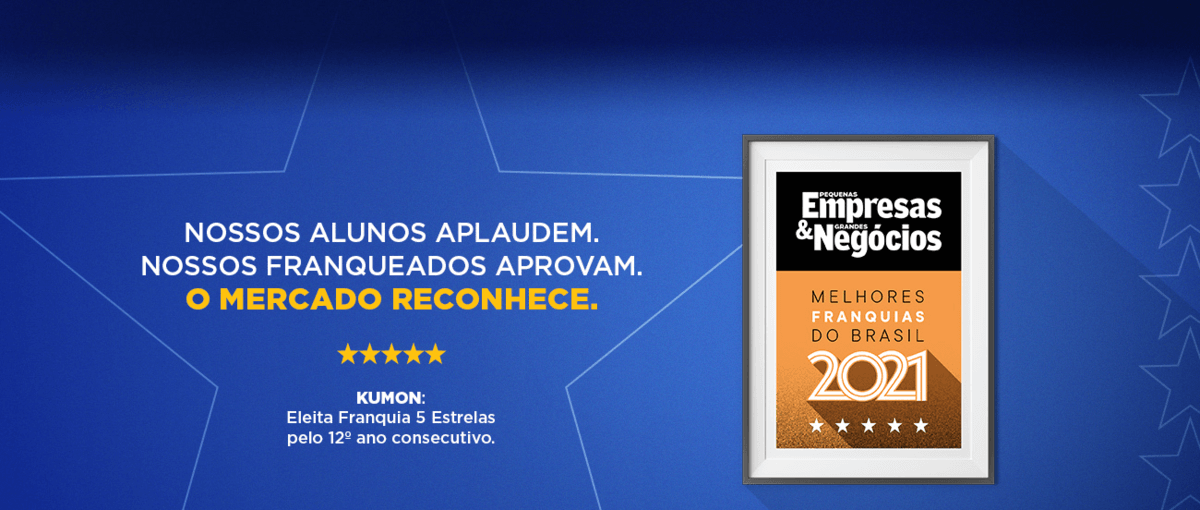 NOSSOS ALUNOS APLAUDEM.
NOSSOS FRANQUEADOS APROVAM.
O MERCADO RECONHECE.
KUMON:
Eleita Franquia 5 Estrelas
pelo 12º ano consecutivo.
PEQUENAS
Empresas
& GRANDES
Negócios
MELHORES
FRANQUIAS
DO BRASIL
2021